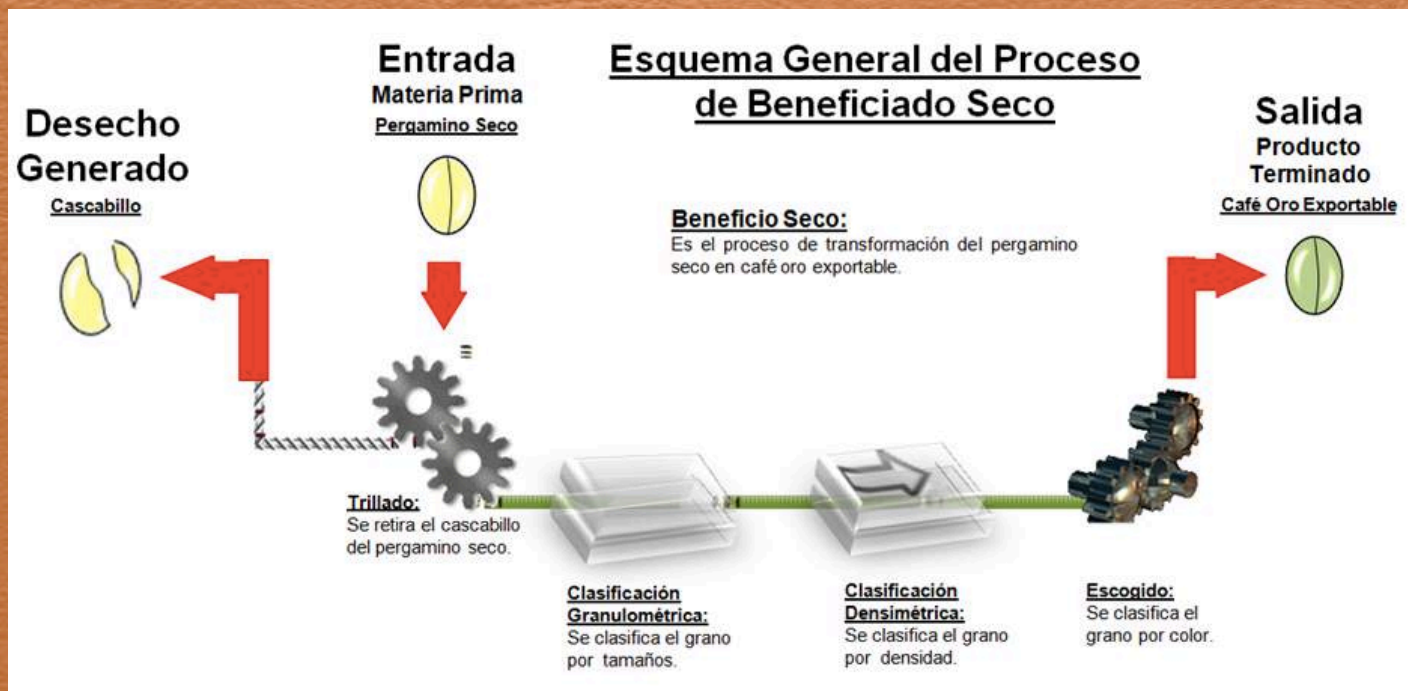 Esquema General del Proceso
de Beneficiado Seco
Entrada
Materia Prima
Pergamino Seco
Desecho
Generado
Cascabillo
Salida
Producto
Terminado
Café Oro Exportable
Beneficio Seco:
Es el proceso de transformación del pergamino
seco en café oro exportable.
Trillado:
Se retira el cascabillo
del pergamino seco.
Clasificación
Granulométrica:
Se clasifica el grano
por tamaños.
Clasificación
Densimétrica:
Se clasifica el grano
por densidad.
Escogido:
Se clasifica el
grano por color.